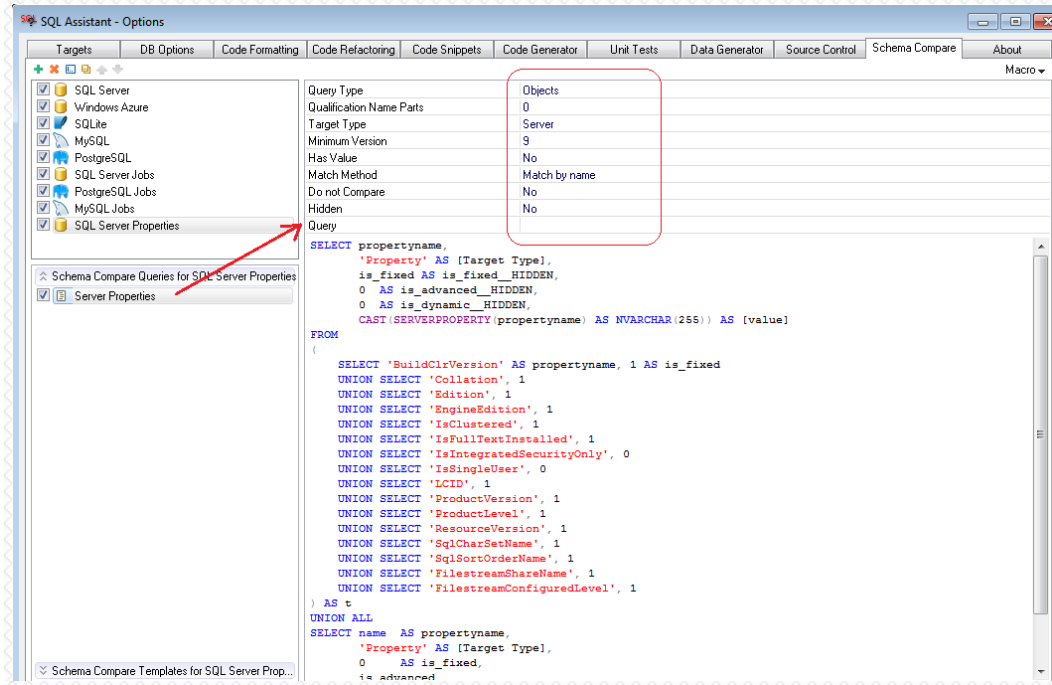 SQL Assistant - Options
Targets
DB Options
Code Formatting
Code Refactoring
Code Snippets
Code Generator
Unit Tests
Data Generator
Source Control
Schema Compare
About
Macro
SQL Server
Windows Azure
SQLite
MySQL
PostgreSQL
SQL Server Jobs
PostgreSQL Jobs
MySQL Jobs
SQL Server Properties
Schema Compare Queries for SQL Server Properties
Server Properties
Schema Compare Templates for SQL Server Prop...
Query Type Objects
Qualification Name Parts 0
Target Type Server
Minimum Version 9
Has Value No
Match Method Match by name
Do not Compare No
Hidden No
Query
SELECT propertyname,
'Property' AS [Target Type],
is_fixed AS is_fixed__HIDDEN,
0 AS is_advanced__HIDDEN,
0 AS is_dynamic__HIDDEN,
CAST(SERVERPROPERTY(propertyname) AS NVARCHAR(255)) AS [value]
FROM
(
SELECT 'BuildClrVersion' AS propertyname, 1 AS is_fixed
UNION SELECT 'Collation', 1
UNION SELECT 'Edition', 1
UNION SELECT 'EngineEdition', 1
UNION SELECT 'IsClustered', 1
UNION SELECT 'IsFullTextInstalled', 1
UNION SELECT 'IsIntegratedSecurityOnly', 0
UNION SELECT 'IsSingleUser', 0
UNION SELECT 'LCID', 1
UNION SELECT 'ProductVersion', 1
UNION SELECT 'ProductLevel', 1
UNION SELECT 'ResourceVersion', 1
UNION SELECT 'SqlCharSetName', 1
UNION SELECT 'SqlSortOrderName', 1
UNION SELECT 'FilestreamShareName', 1
UNION SELECT 'FilestreamConfiguredLevel', 1
) AS t
UNION ALL
SELECT name AS propertyname,
'Property' AS [Target Type],
0 AS is_fixed,
is_advanced